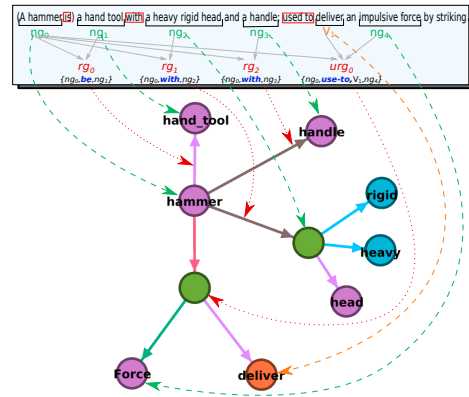 (A hammer is) a hand tool with a heavy rigid head and a handle; used to deliver an impulsive force by striking.
ng₀ ng₁ ng₂ ng₃ V₁ ng₄
rg₀ rg₁ rg₂ urg₀
{ng₀,be,ng₁} {ng₀,with,ng₂} {ng₀,with,ng₃} {ng₀,use-to,V₁,ng₄}
hand_tool
handle
rigid
hammer
heavy
head
Force
deliver